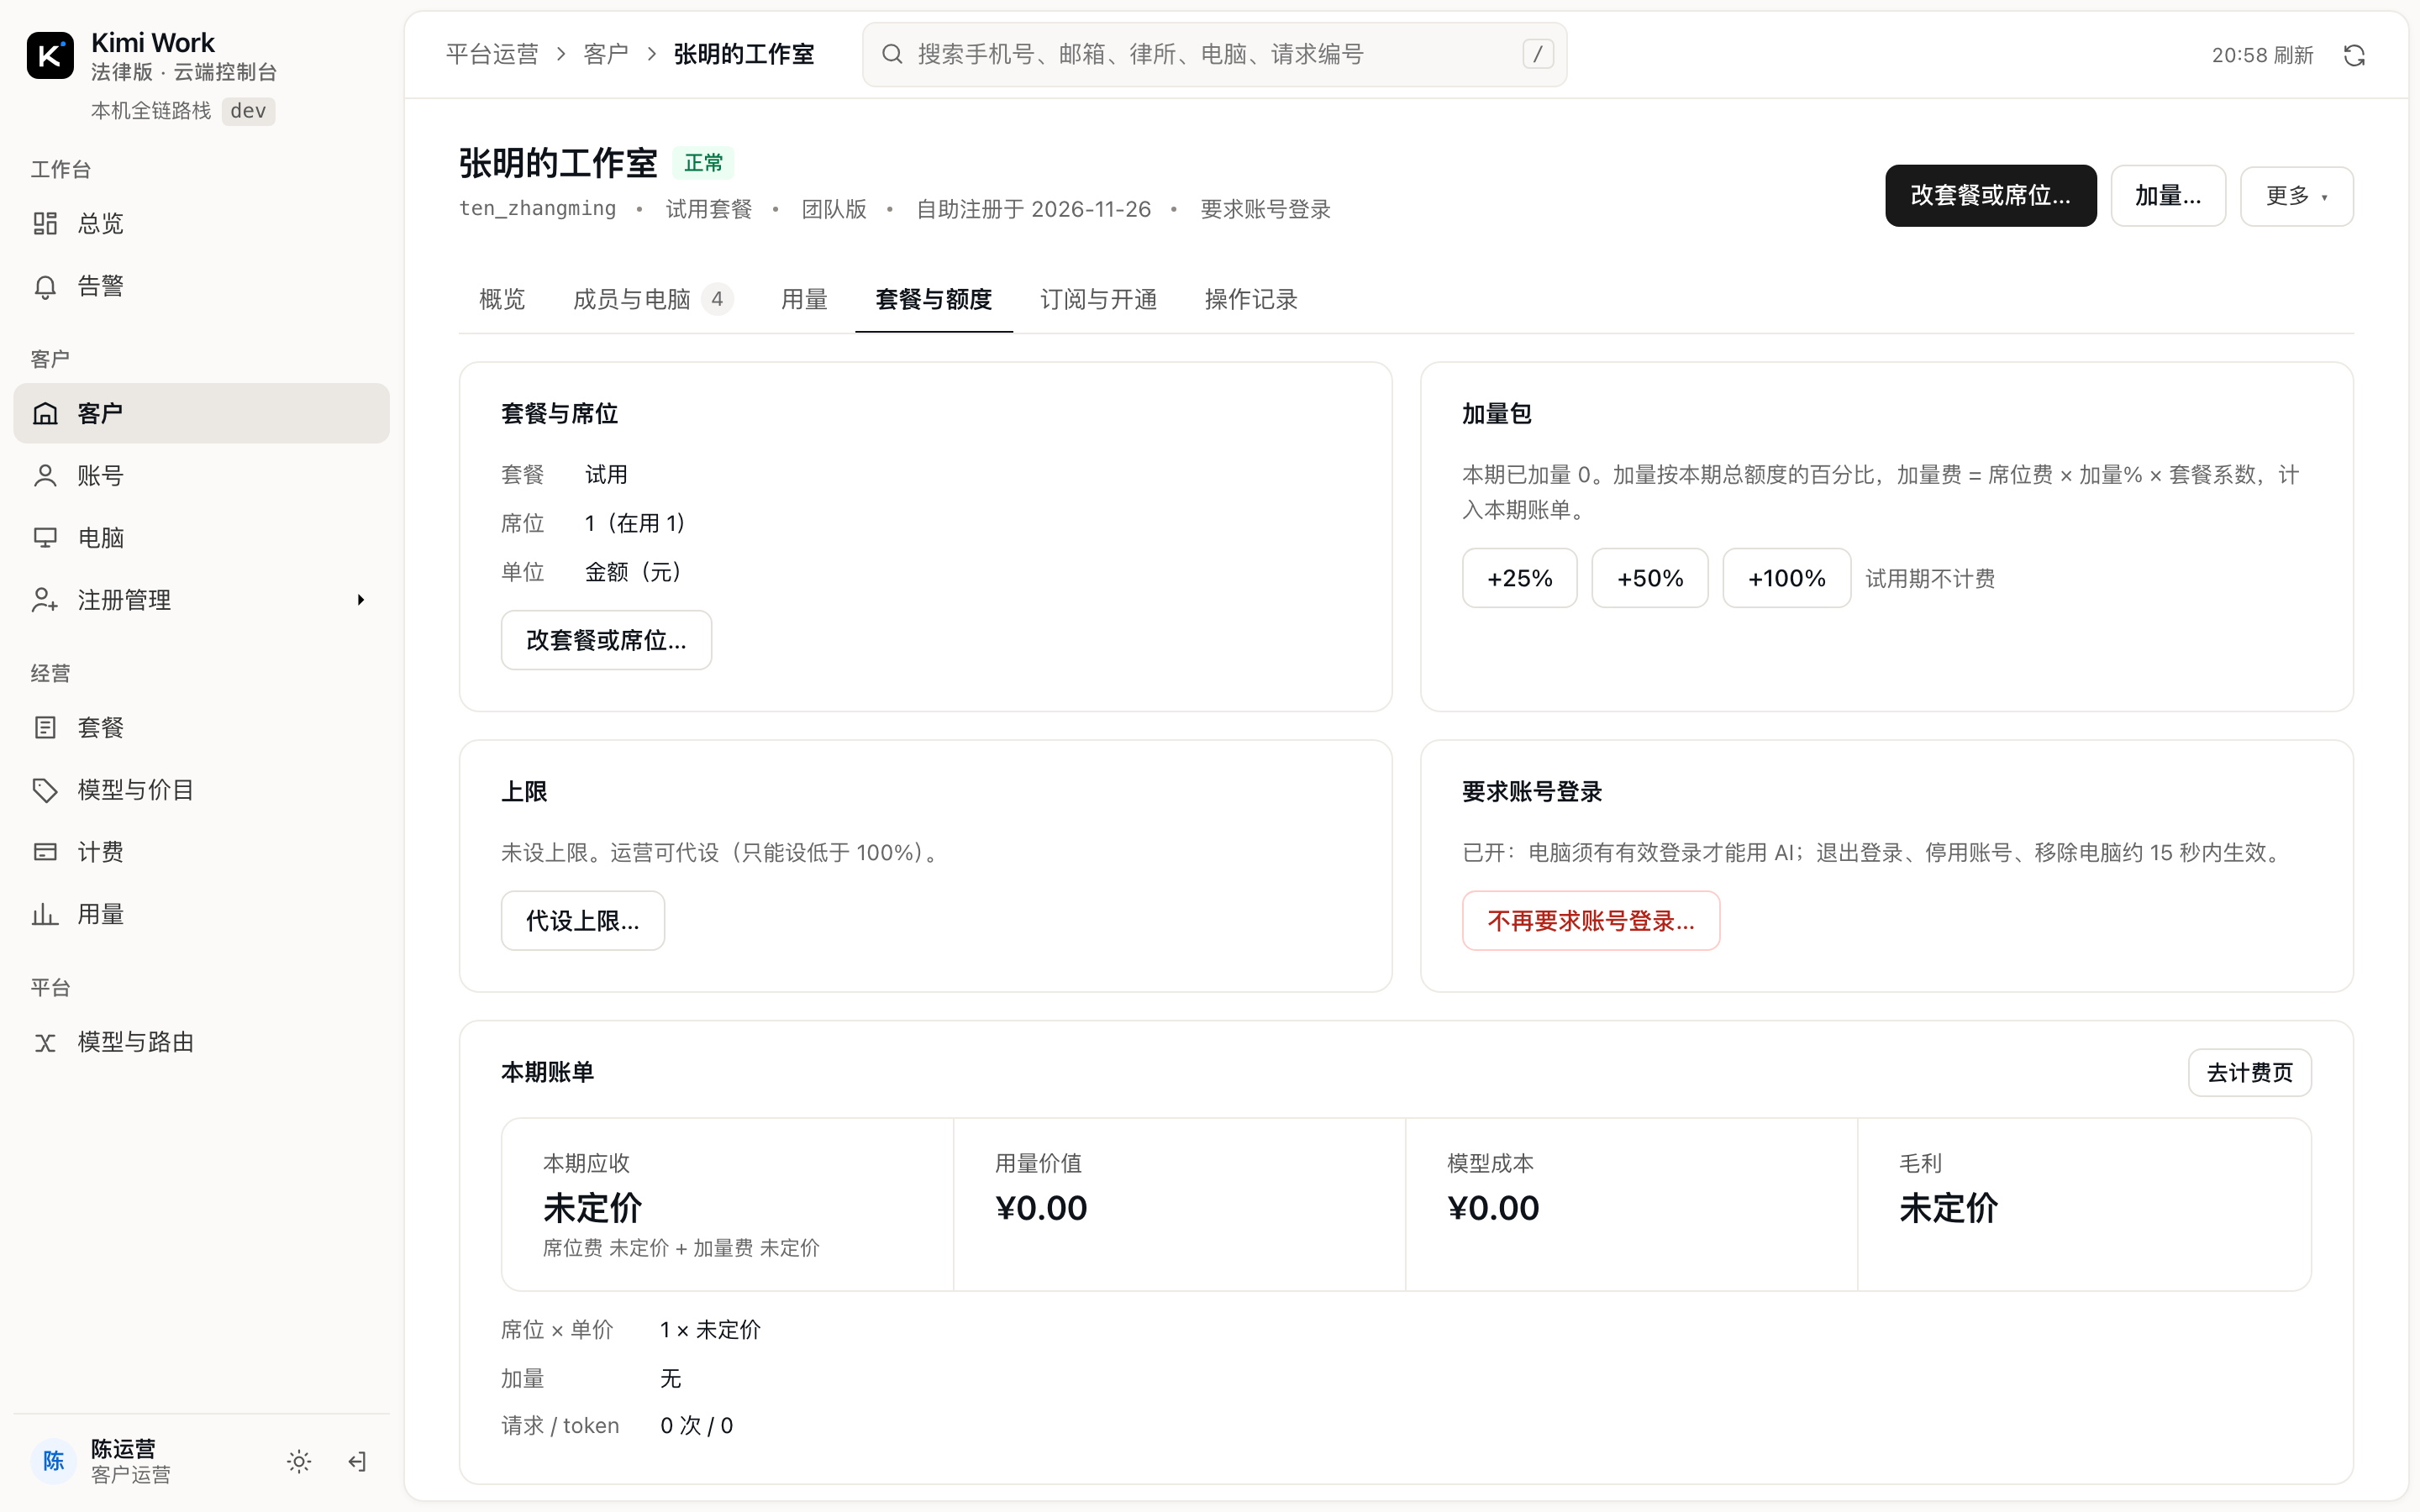 Kimi Work
法律版 · 云端控制台
本机全链路栈 dev
工作台
总览
告警
客户
客户
账号
电脑
注册管理
经营
套餐
模型与价目
计费
用量
平台
模型与路由
陈 陈运营
客户运营
平台运营 > 客户 > 张明的工作室
搜索手机号、邮箱、律所、电脑、请求编号 /
20:58 刷新
张明的工作室 正常
ten_zhangming • 试用套餐 • 团队版 • 自助注册于 2026-11-26 • 要求账号登录
改套餐或席位... 加量... 更多
概览 成员与电脑 4 用量 套餐与额度 订阅与开通 操作记录
套餐与席位
套餐 试用
席位 1（在用 1）
单位 金额（元）
改套餐或席位...
加量包
本期已加量 0。加量按本期总额度的百分比，加量费 = 席位费 × 加量% × 套餐系数，计
入本期账单。
+25% +50% +100% 试用期不计费
上限
未设上限。运营可代设（只能设低于 100%）。
代设上限...
要求账号登录
已开：电脑须有有效登录才能用 AI；退出登录、停用账号、移除电脑约 15 秒内生效。
不再要求账号登录...
本期账单
去计费页
本期应收
未定价
席位费 未定价 + 加量费 未定价
用量价值
¥0.00
模型成本
¥0.00
毛利
未定价
席位 × 单价 1 × 未定价
加量 无
请求 / token 0 次 / 0